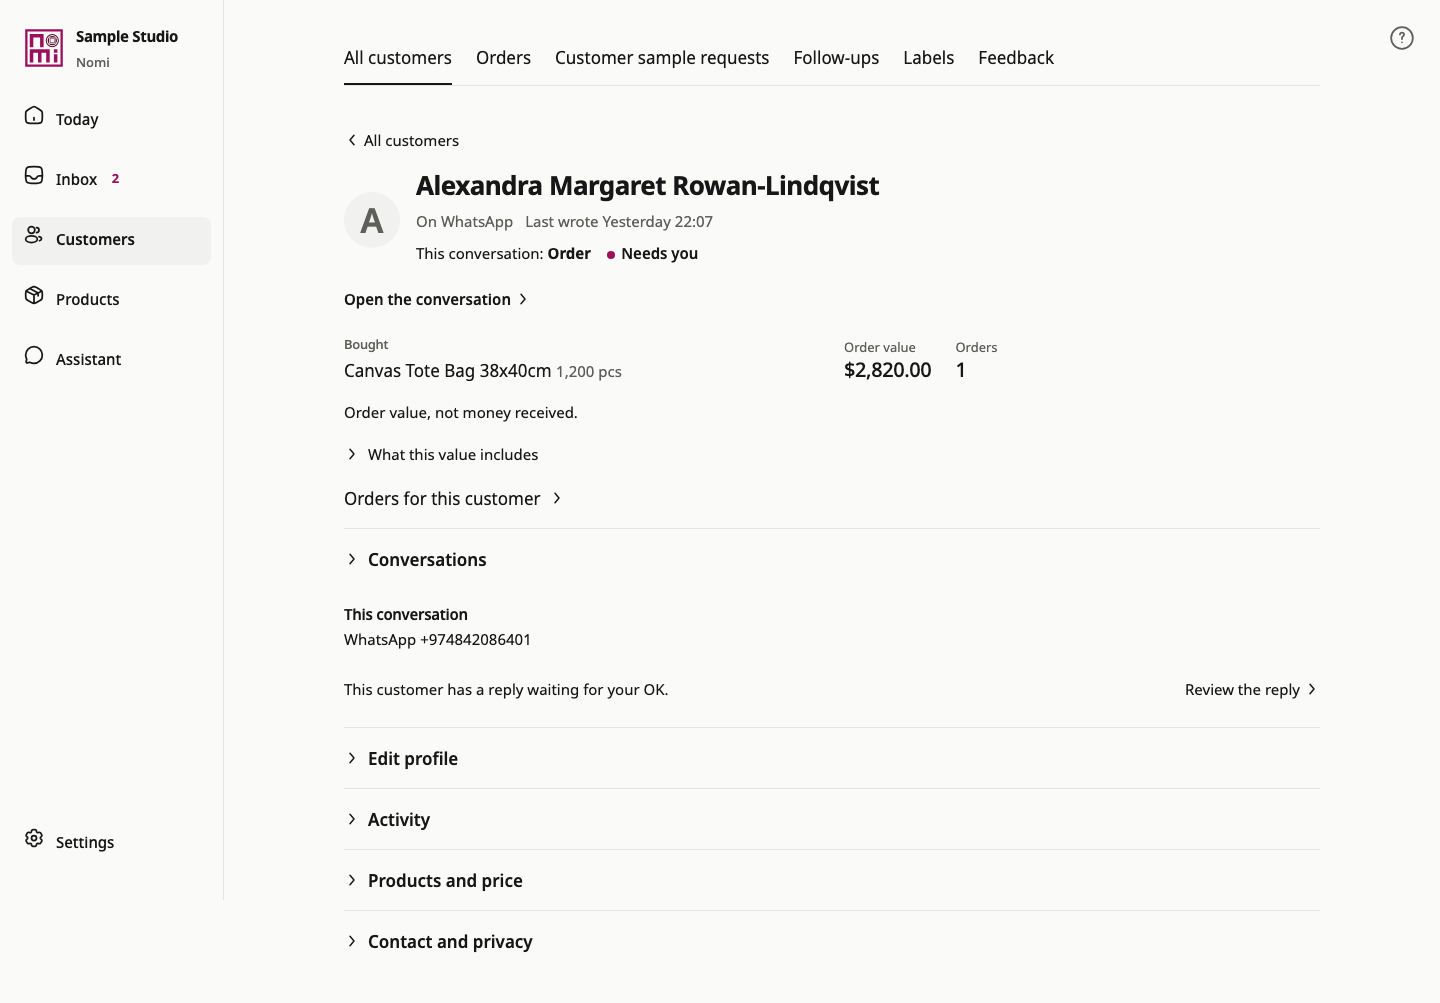 Sample Studio
Nomi
Today
Inbox 2
Customers
Products
Assistant
Settings
All customers Orders Customer sample requests Follow-ups Labels Feedback
All customers
A
Alexandra Margaret Rowan-Lindqvist
On WhatsApp Last wrote Yesterday 22:07
This conversation: Order Needs you
Open the conversation
Bought
Canvas Tote Bag 38x40cm 1,200 pcs
Order value Orders
$2,820.00 1
Order value, not money received.
What this value includes
Orders for this customer
Conversations
This conversation
WhatsApp +974842086401
This customer has a reply waiting for your OK. Review the reply
Edit profile
Activity
Products and price
Contact and privacy